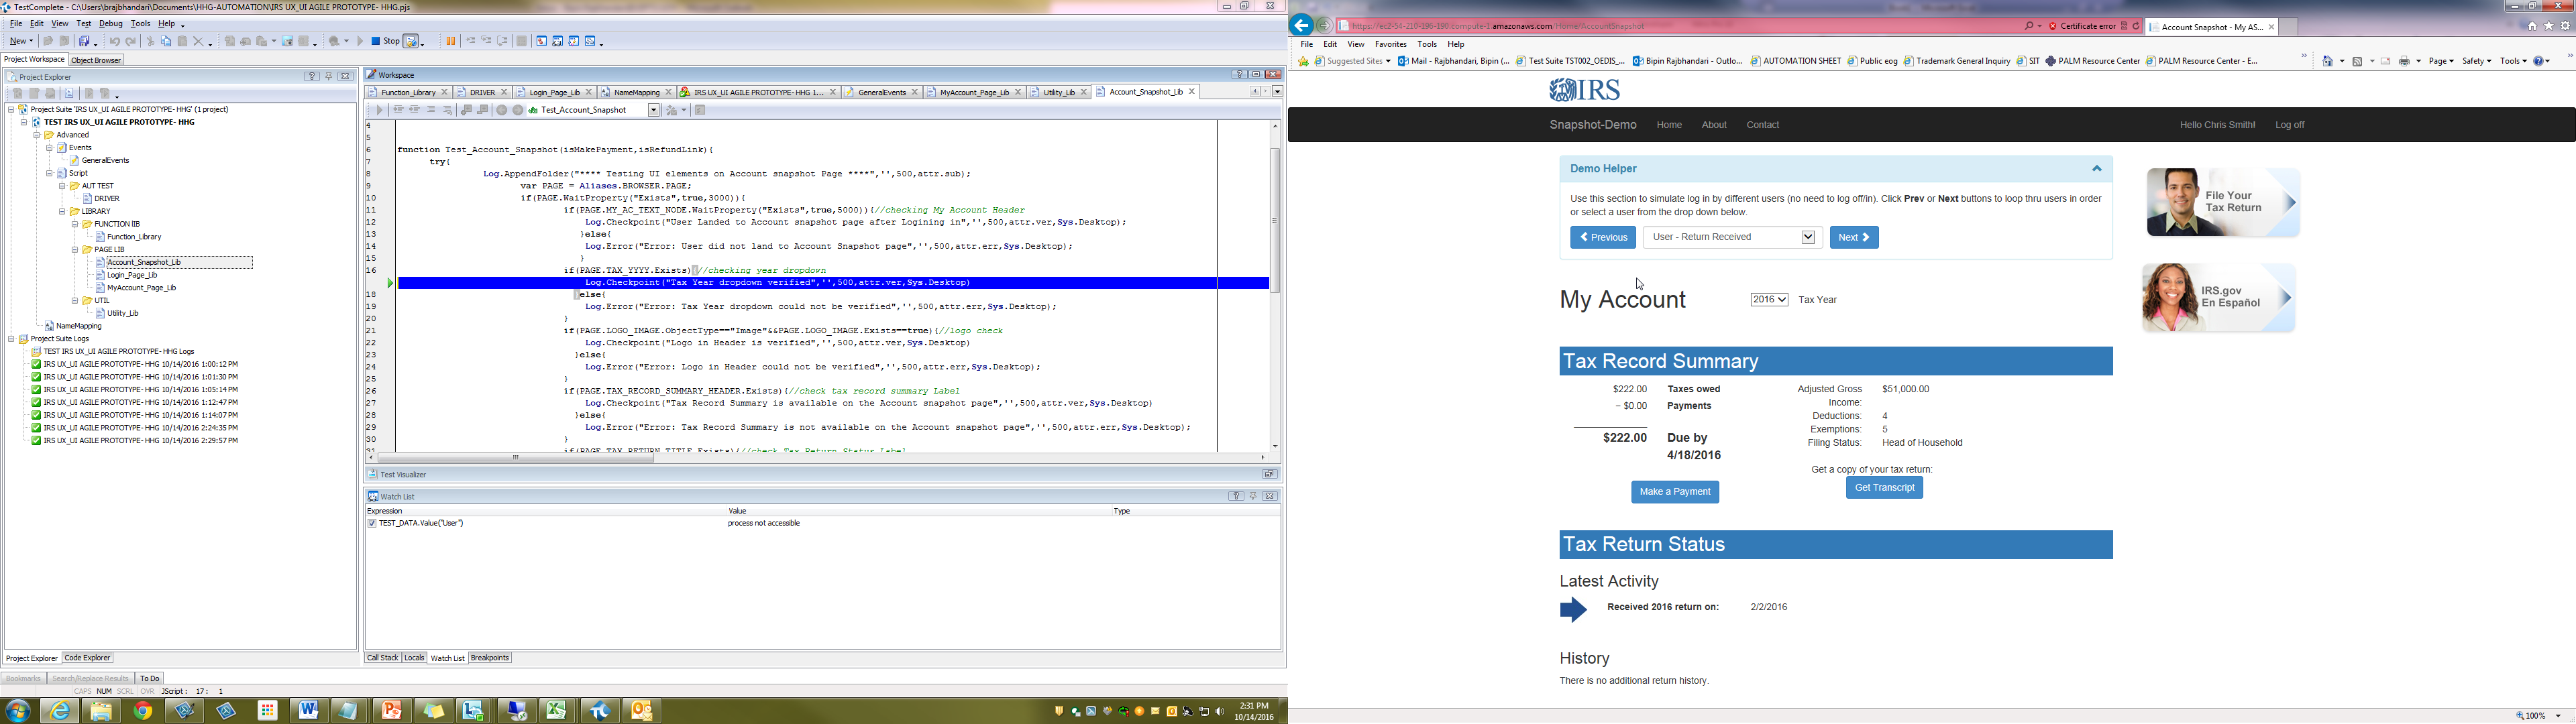 TestComplete - C:\Users\brajbhandari\Documents\HHG-AUTOMATION\IRS UX_UI AGILE PROTOTYPE- HHG.pjs
File Edit View Test Debug Tools Help
New Stop
Project Workspace Object Browser
Project Explorer
Project Suite 'IRS UX_UI AGILE PROTOTYPE- HHG' (1 project)
TEST IRS UX_UI AGILE PROTOTYPE- HHG
Advanced
Events
GeneralEvents
Script
AUT TEST
DRIVER
LIBRARY
FUNCTION lIB
Function_Library
PAGE LIB
Account_Snapshot_Lib
Login_Page_Lib
MyAccount_Page_Lib
UTIL
Utility_Lib
NameMapping
Project Suite Logs
TEST IRS UX_UI AGILE PROTOTYPE- HHG Logs
IRS UX_UI AGILE PROTOTYPE- HHG 10/14/2016 1:00:12 PM
IRS UX_UI AGILE PROTOTYPE- HHG 10/14/2016 1:01:30 PM
IRS UX_UI AGILE PROTOTYPE- HHG 10/14/2016 1:05:14 PM
IRS UX_UI AGILE PROTOTYPE- HHG 10/14/2016 1:12:47 PM
IRS UX_UI AGILE PROTOTYPE- HHG 10/14/2016 1:14:07 PM
IRS UX_UI AGILE PROTOTYPE- HHG 10/14/2016 2:24:35 PM
IRS UX_UI AGILE PROTOTYPE- HHG 10/14/2016 2:29:57 PM
Project Explorer Code Explorer
Workspace
Function_Library DRIVER Login_Page_Lib NameMapping IRS UX_UI AGILE PROTOTYPE- HHG 1... GeneralEvents MyAccount_Page_Lib Utility_Lib Account_Snapshot_Lib
Test_Account_Snapshot
4
5
6 function Test_Account_Snapshot(isMakePayment,isRefundLink){
7 try{
8 Log.AppendFolder("**** Testing UI elements on Account snapshot Page ****",'',500,attr.sub);
9 var PAGE = Aliases.BROWSER.PAGE;
10 if(PAGE.WaitProperty("Exists",true,3000)){
11 if(PAGE.MY_AC_TEXT_NODE.WaitProperty("Exists",true,5000)){//checking My Account Header
12 Log.Checkpoint("User Landed to Account snapshot page after Logining in",'',500,attr.ver,Sys.Desktop);
13 }else{
14 Log.Error("Error: User did not land to Account Snapshot page",'',500,attr.err,Sys.Desktop);
15 }
16 if(PAGE.TAX_YYYY.Exists){//checking year dropdown
Log.Checkpoint("Tax Year dropdown verified",'',500,attr.ver,Sys.Desktop)
18 }else{
19 Log.Error("Error: Tax Year dropdown could not be verified",'',500,attr.ver,Sys.Desktop);
20 }
21 if(PAGE.LOGO_IMAGE.ObjectType=="Image"&&PAGE.LOGO_IMAGE.Exists==true){//logo check
22 Log.Checkpoint("Logo in Header is verified",'',500,attr.ver,Sys.Desktop)
23 }else{
24 Log.Error("Error: Logo in Header could not be verified",'',500,attr.err,Sys.Desktop);
25 }
26 if(PAGE.TAX_RECORD_SUMMARY_HEADER.Exists){//check tax record summary Label
27 Log.Checkpoint("Tax Record Summary is available on the Account snapshot page",'',500,attr.ver,Sys.Desktop)
28 }else{
29 Log.Error("Error: Tax Record Summary is not available on the Account snapshot page",'',500,attr.err,Sys.Desktop);
30 }
31 if(PAGE.TAX_RETURN_TITLE.Exists){//check Tax Return Status Label
Test Visualizer
Watch List
Expression Value Type
TEST_DATA.Value("User") process not accessible
Call Stack Locals Watch List Breakpoints
Bookmarks Search/Replace Results To Do
CAPS NUM SCRL OVR JScript : 17 : 1
2:31 PM
10/14/2016
https://ec2-54-210-196-190.compute-1.amazonaws.com/Home/AccountSnapshot Certificate error Account Snapshot - My AS...
File Edit View Favorites Tools Help
Suggested Sites Mail - Rajbhandari, Bipin (... Test Suite TST002_OEDIS_... Bipin Rajbhandari - Outlo... AUTOMATION SHEET Public eog Trademark General Inquiry SIT PALM Resource Center PALM Resource Center - E... Page Safety Tools
IRS
Snapshot-Demo Home About Contact Hello Chris Smith! Log off
Demo Helper
Use this section to simulate log in by different users (no need to log off/in). Click Prev or Next buttons to loop thru users in order
or select a user from the drop down below.
Previous User - Return Received Next
File Your
Tax Return
IRS.gov
En Español
My Account 2016 Tax Year
Tax Record Summary
$222.00 Taxes owed Adjusted Gross $51,000.00
− $0.00 Payments Income:
Deductions: 4
Exemptions: 5
$222.00 Due by Filing Status: Head of Household
4/18/2016
Get a copy of your tax return:
Make a Payment Get Transcript
Tax Return Status
Latest Activity
Received 2016 return on: 2/2/2016
History
There is no additional return history.
100%